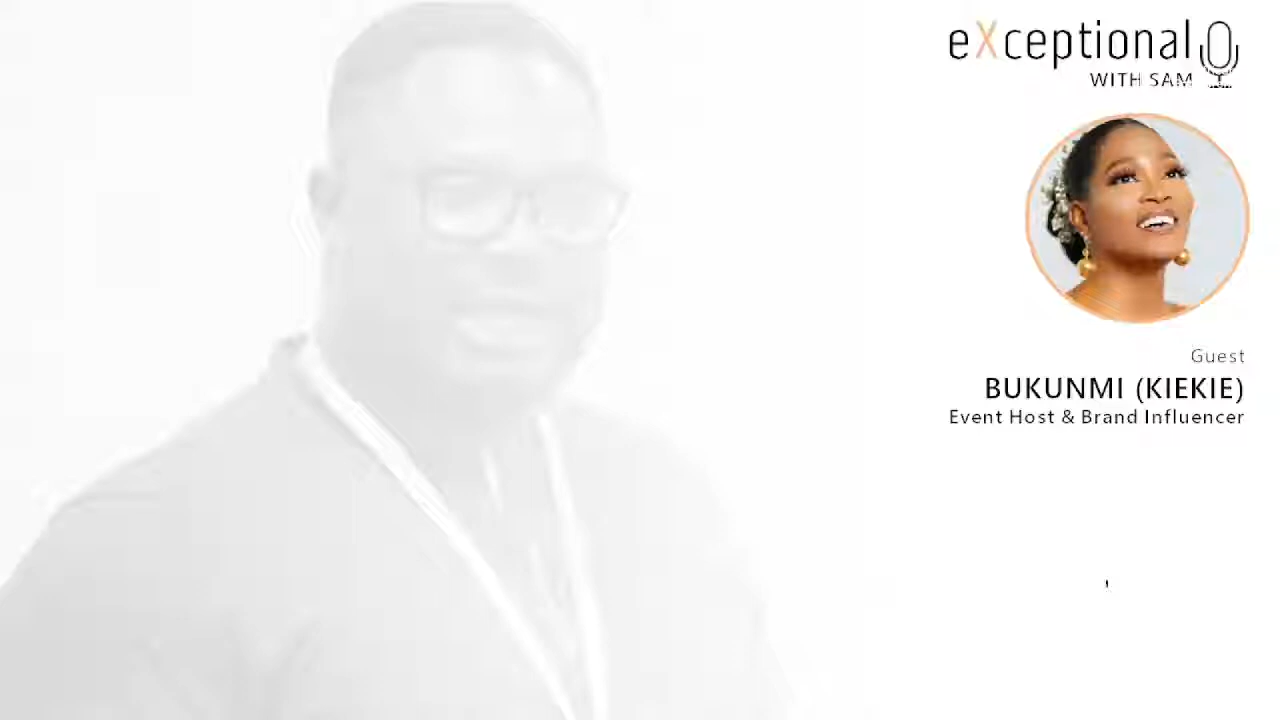 eXceptional
WITH SAM
Guest
BUKUNMI (KIEKIE)
Event Host & Brand Influencer